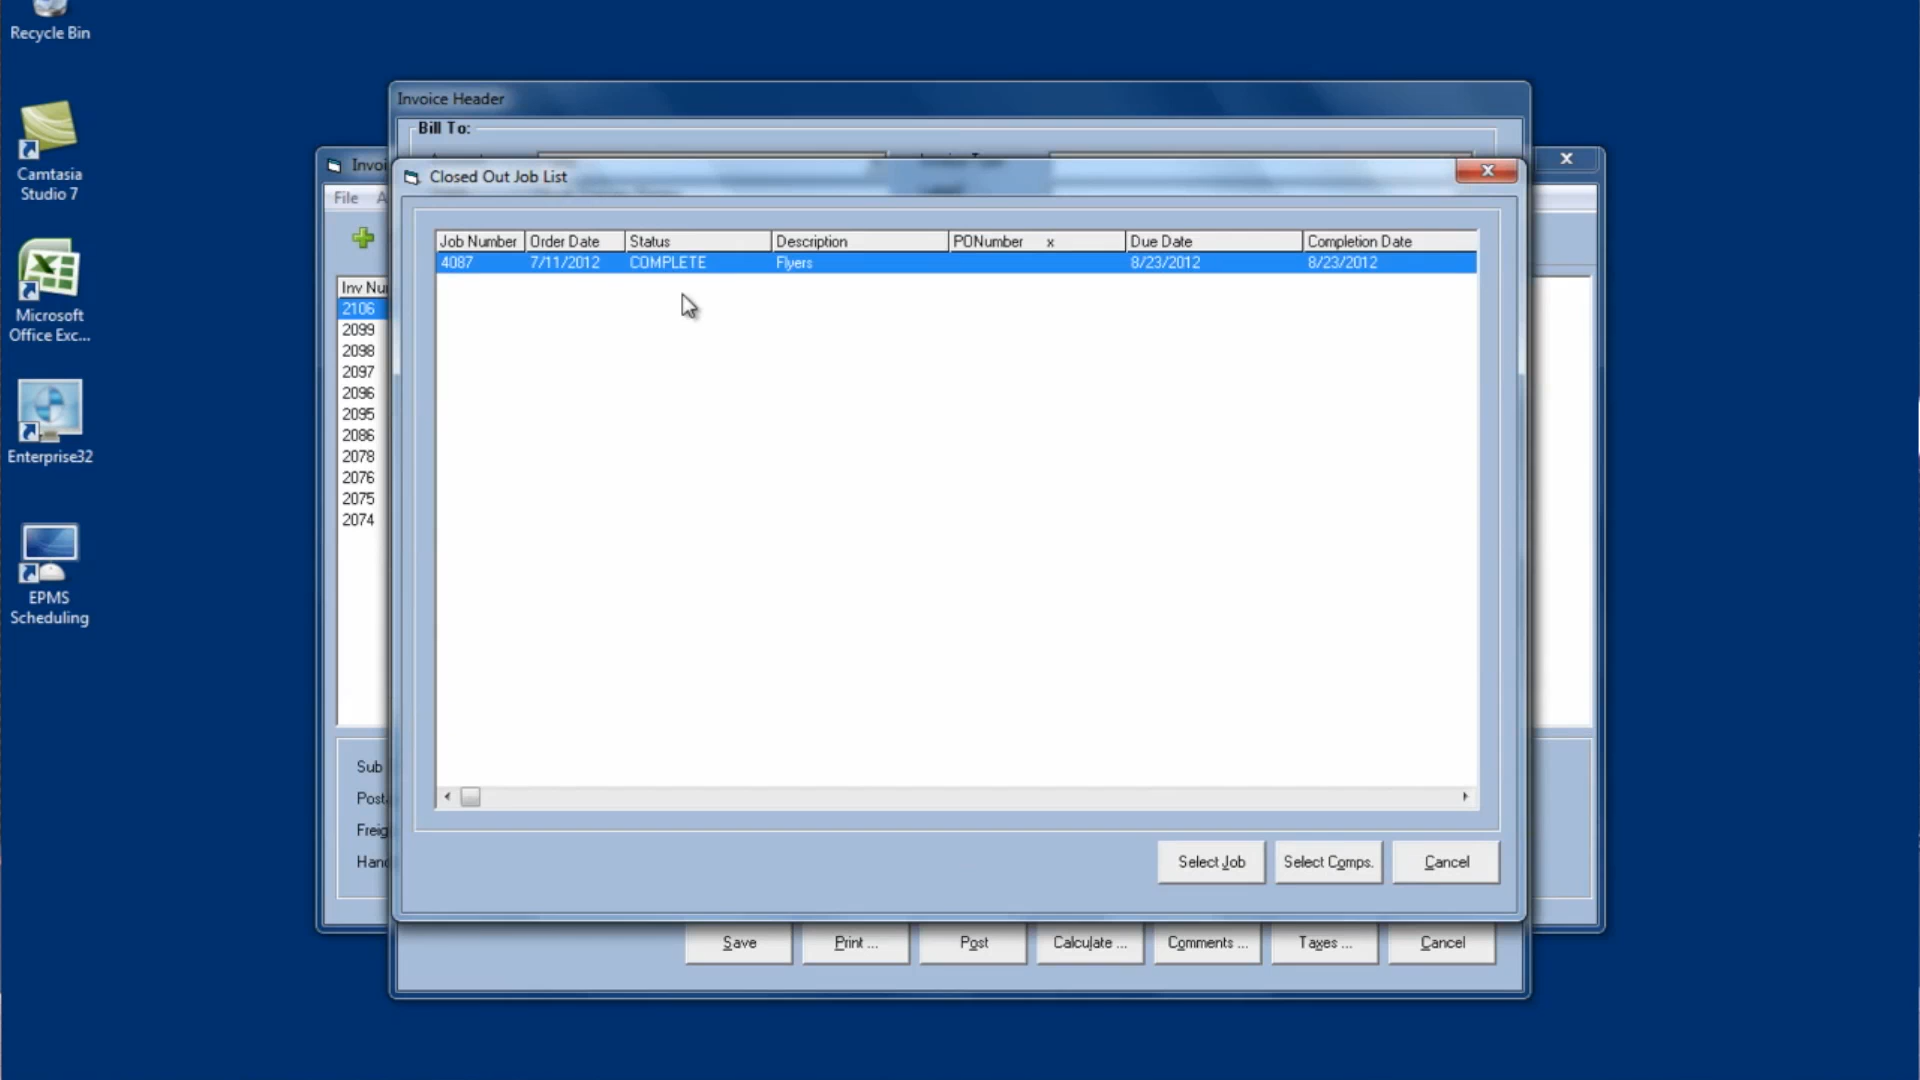 Recycle Bin
Camtasia
Studio 7
Microsoft
Office Exc...
Enterprise32
EPMS
Scheduling
Invoice Header
Bill To:
Invoi
File A
Inv Nu
2106
2099
2098
2097
2096
2095
2086
2078
2076
2075
2074
Sub
Posta
Freig
Hand
Closed Out Job List
Job Number Order Date Status Description PONumber x Due Date Completion Date
4087 7/11/2012 COMPLETE Flyers 8/23/2012 8/23/2012
Select Job Select Comps. Cancel
Save Print ... Post Calculate ... Comments ... Taxes ... Cancel